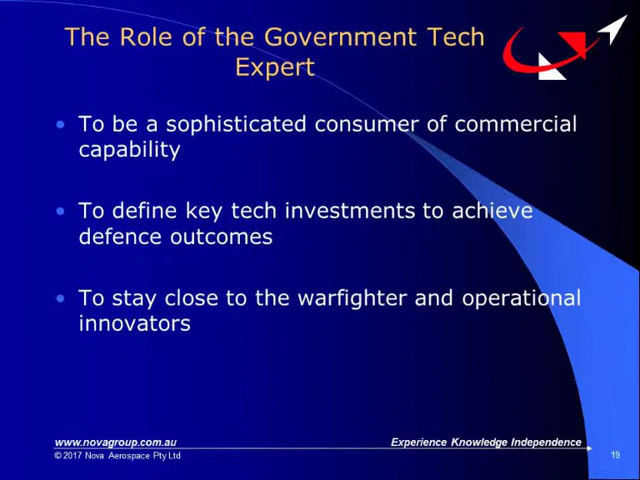 The Role of the Government Tech
Expert
• To be a sophisticated consumer of commercial
capability
• To define key tech investments to achieve
defence outcomes
• To stay close to the warfighter and operational
innovators
www.novagroup.com.au
Experience Knowledge Independence
© 2017 Nova Aerospace Pty Ltd
19